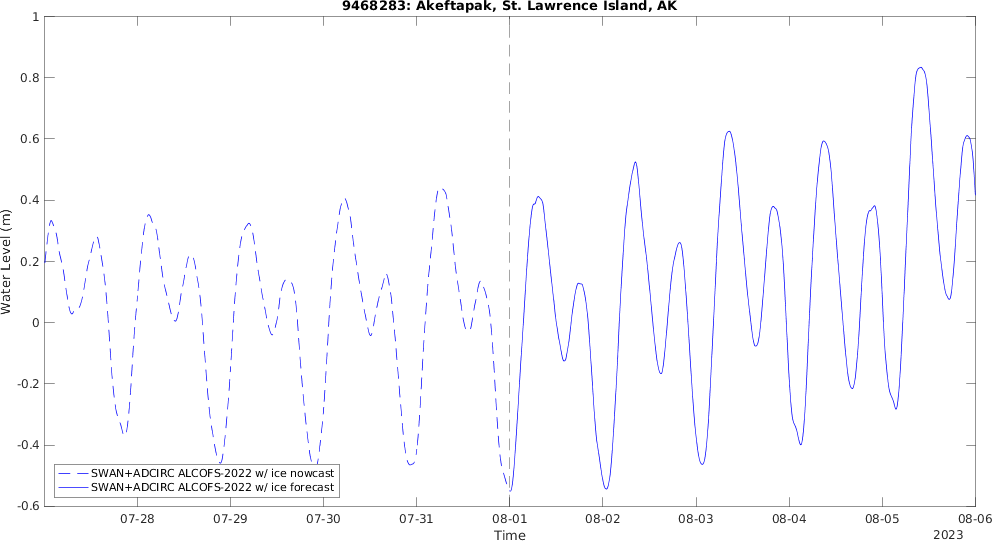 9468283: Akeftapak, St. Lawrence Island, AK
Water Level (m)
1
0.8
0.6
0.4
0.2
0
-0.2
-0.4
-0.6
SWAN+ADCIRC ALCOFS-2022 w/ ice nowcast
SWAN+ADCIRC ALCOFS-2022 w/ ice forecast
07-28 07-29 07-30 07-31 08-01 08-02 08-03 08-04 08-05 08-06
Time
2023